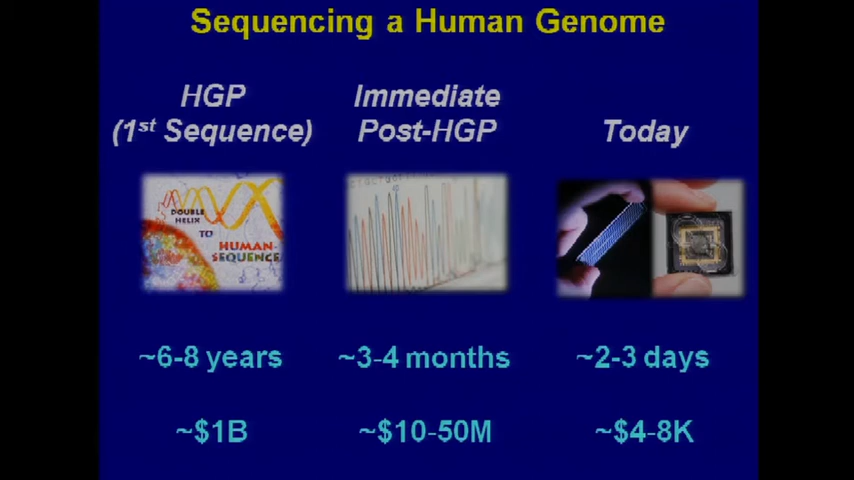 Sequencing a Human Genome
HGP
(1st Sequence)
Immediate
Post-HGP
Today
DOUBLE
HELIX
TO
HUMAN-
SEQUENCE
~6-8 years
~3-4 months
~2-3 days
~$1B
~$10-50M
~$4-8K